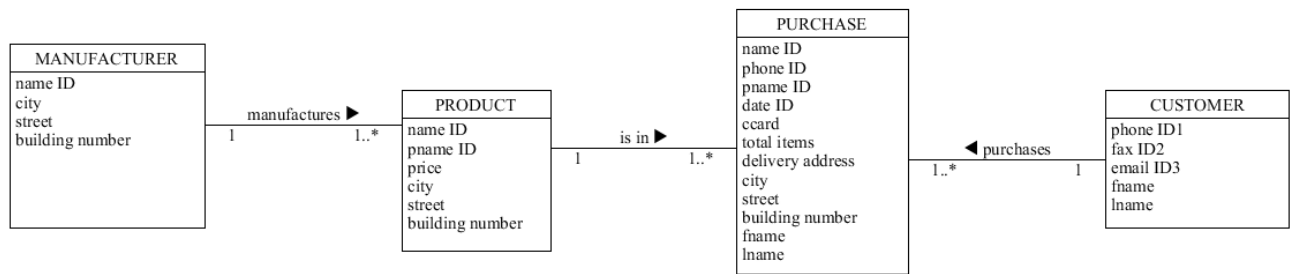 MANUFACTURER
name ID
city
street
building number
manufactures ▶
1
1..*
PRODUCT
name ID
pname ID
price
city
street
building number
is in ▶
1
1..*
PURCHASE
name ID
phone ID
pname ID
date ID
ccard
total items
delivery address
city
street
building number
fname
lname
◀ purchases
1..*
1
CUSTOMER
phone ID1
fax ID2
email ID3
fname
lname